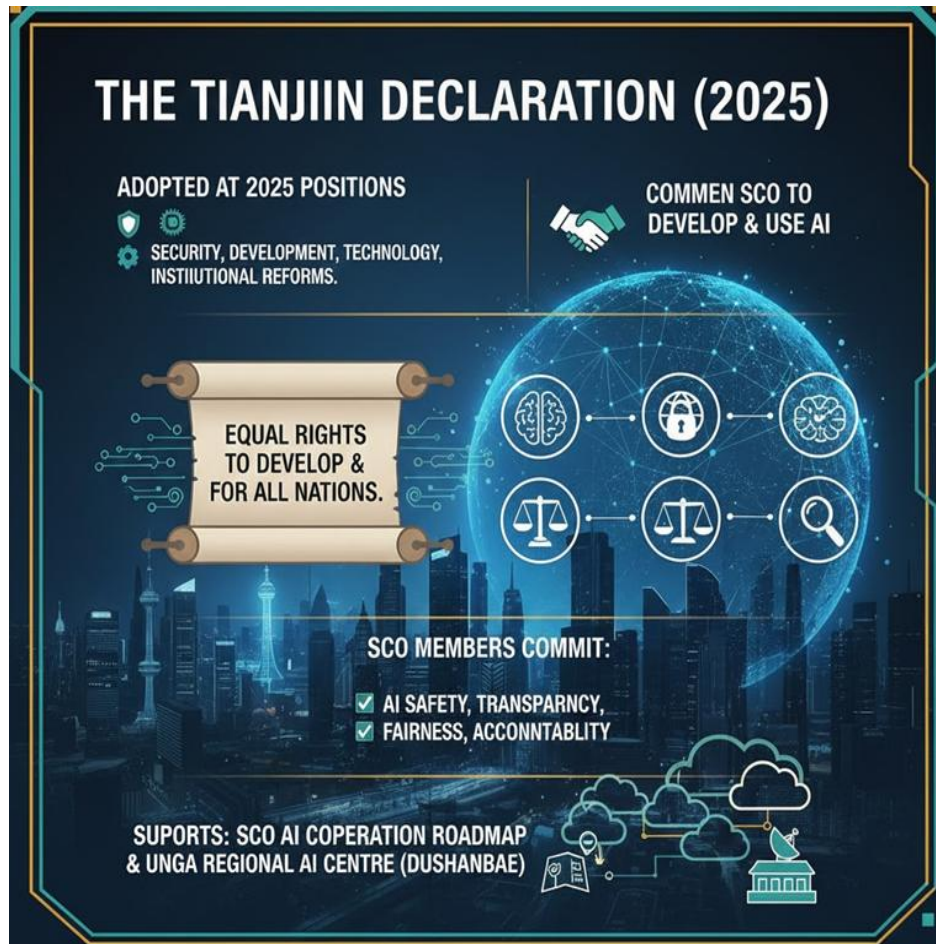 THE TIANJIIN DECLARATION (2025)
ADOPTED AT 2025 POSITIONS
SECURITY, DEVELOPMENT, TECHNOLOGY,
INSTIIUTIONAL REFORMS.
COMMEN SCO TO
DEVELOP & USE AI
EQUAL RIGHTS
TO DEVELOP &
FOR ALL NATIONS.
SCO MEMBERS COMMIT:
AI SAFETY, TRANSPARNCY,
FAIRNESS, ACCONNTABLITY
SUPORTS: SCO AI COPERATION ROADMAP
& UNGA REGIONAL AI CENTRE (DUSHANBAE)